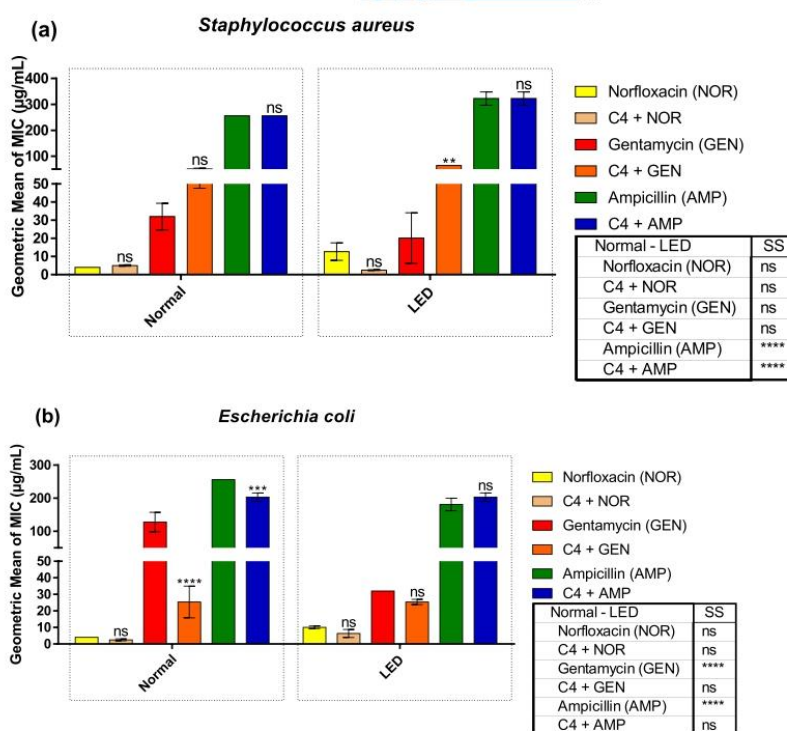 (a)
Staphylococcus aureus
Geometric Mean of MIC (µg/mL)
400
300
200
100
50
40
30
20
10
0
ns
ns
ns
**
ns
ns
Normal
LED
Norfloxacin (NOR)
C4 + NOR
Gentamycin (GEN)
C4 + GEN
Ampicillin (AMP)
C4 + AMP
Normal - LED SS
Norfloxacin (NOR) ns
C4 + NOR ns
Gentamycin (GEN) ns
C4 + GEN ns
Ampicillin (AMP) ****
C4 + AMP ****
(b)
Escherichia coli
Geometric Mean of MIC (µg/mL)
300
200
100
50
40
30
20
10
0
ns
****
***
ns
ns
ns
Normal
LED
Norfloxacin (NOR)
C4 + NOR
Gentamycin (GEN)
C4 + GEN
Ampicillin (AMP)
C4 + AMP
Normal - LED SS
Norfloxacin (NOR) ns
C4 + NOR ns
Gentamycin (GEN) ****
C4 + GEN ns
Ampicillin (AMP) ****
C4 + AMP ns